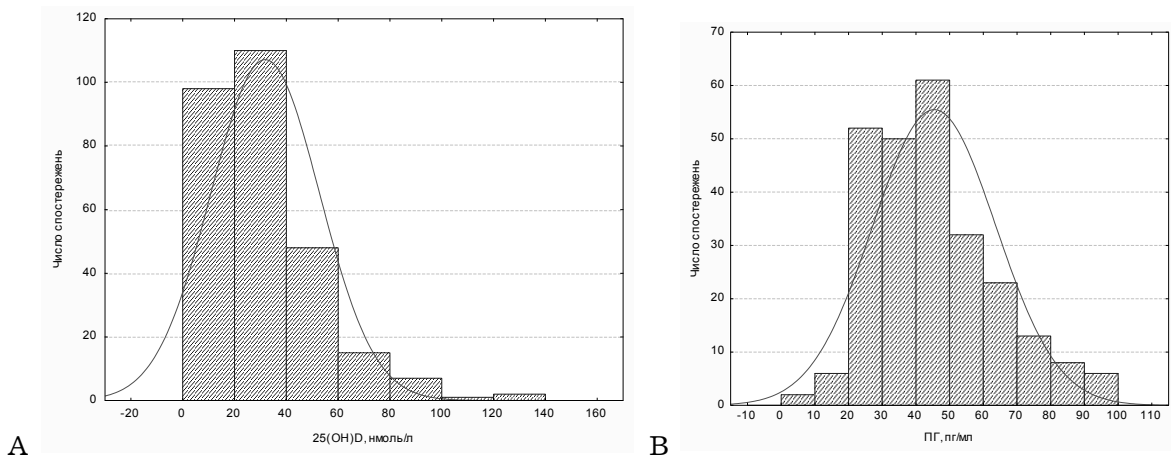 120
100
80
60
40
20
0
Число спостережень
-20 0 20 40 60 80 100 120 140 160
25(OH)D, нмоль/л
А
70
60
50
40
30
20
10
0
Число спостережень
-10 0 10 20 30 40 50 60 70 80 90 100 110
ПГ, пг/мл
В